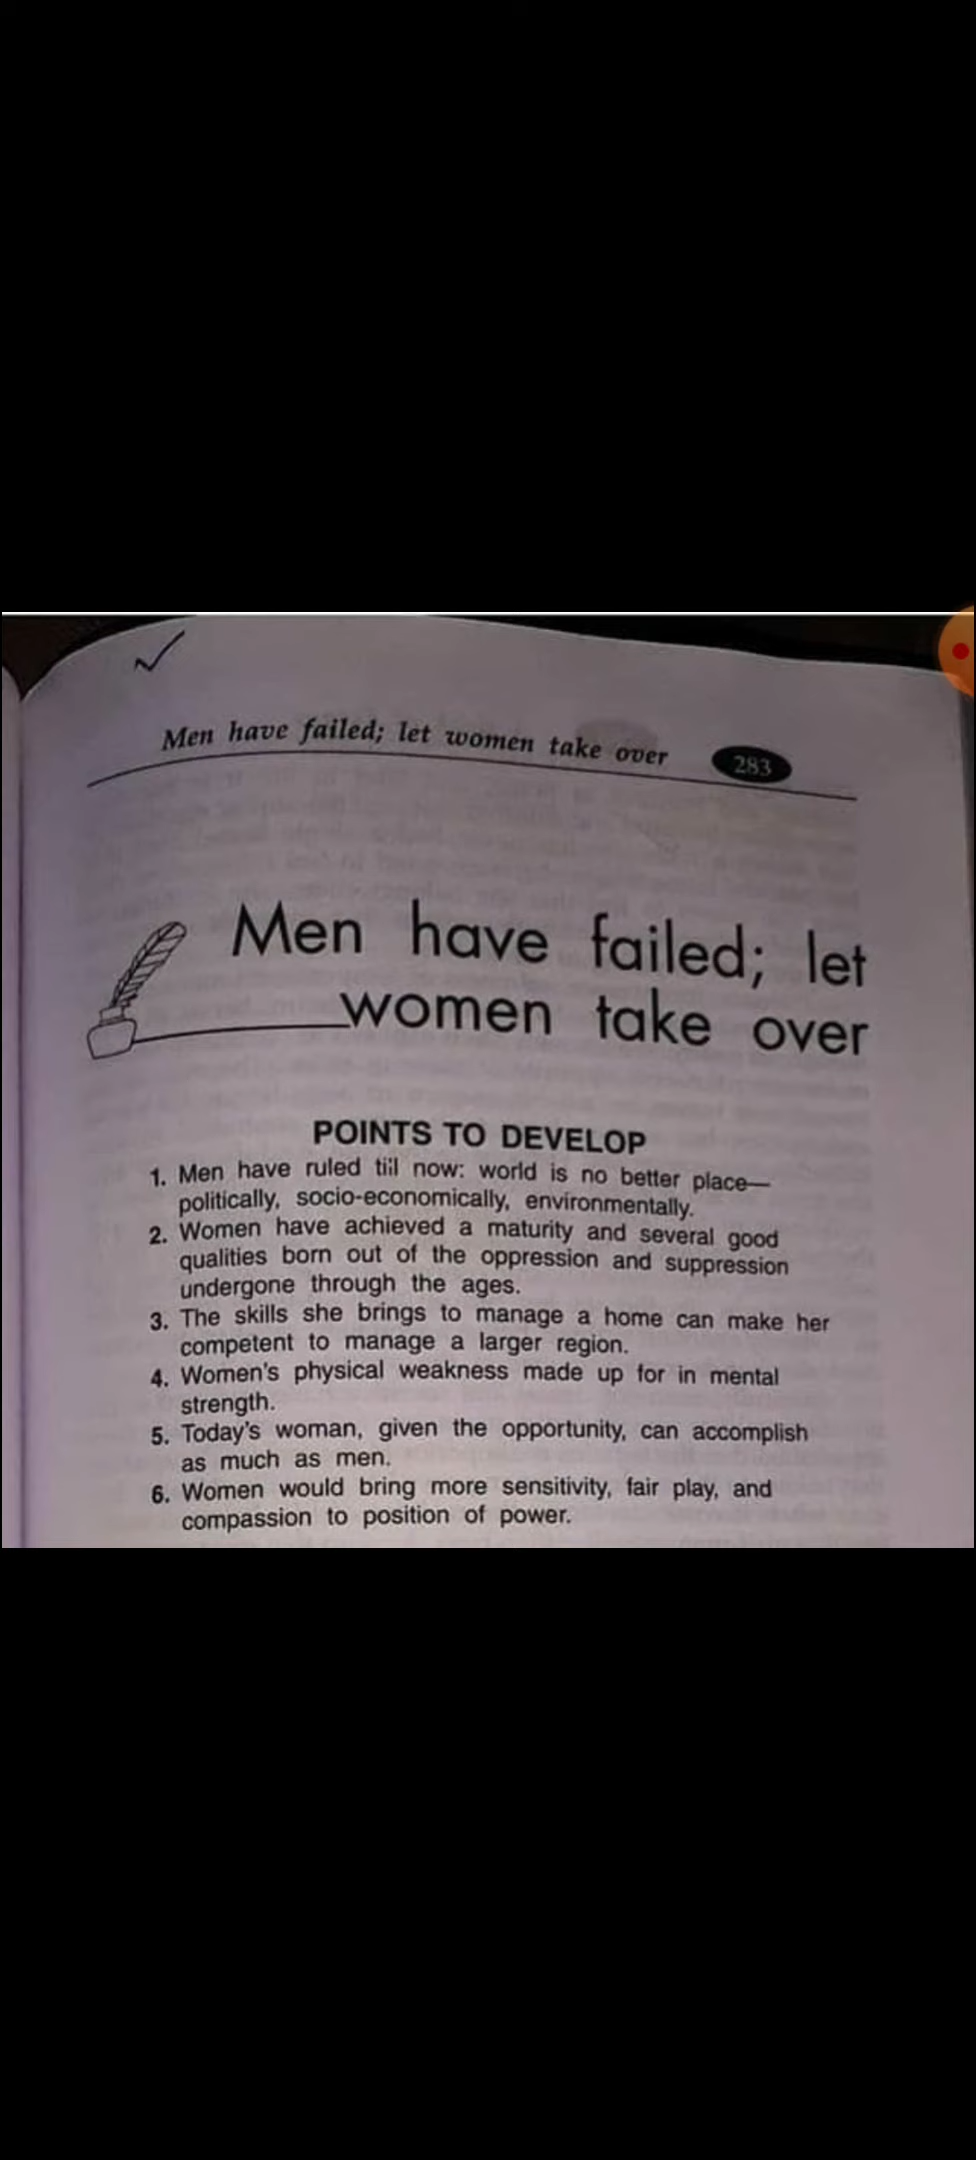 Men have failed; let women take over 283
Men have failed; let
women take over
POINTS TO DEVELOP
1. Men have ruled till now: world is no better place—
politically, socio-economically, environmentally.
2. Women have achieved a maturity and several good
qualities born out of the oppression and suppression
undergone through the ages.
3. The skills she brings to manage a home can make her
competent to manage a larger region.
4. Women's physical weakness made up for in mental
strength.
5. Today's woman, given the opportunity, can accomplish
as much as men.
6. Women would bring more sensitivity, fair play, and
compassion to position of power.